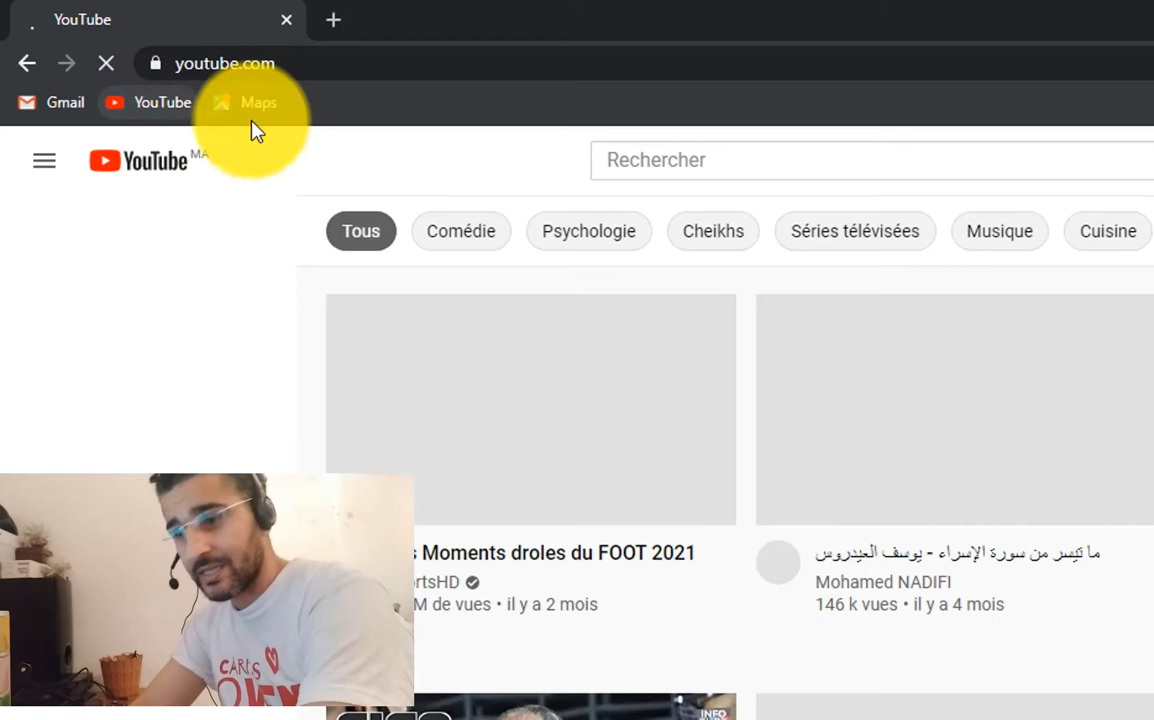 YouTube
youtube.com
Gmail YouTube Maps
YouTube MA
Rechercher
Tous Comédie Psychologie Cheikhs Séries télévisées Musique Cuisine
Moments droles du FOOT 2021
rtsHD
M de vues • il y a 2 mois
ما تيسر من سورة الإسراء - يوسف العيدروس
Mohamed NADIFI
146 k vues • il y a 4 mois
INFO